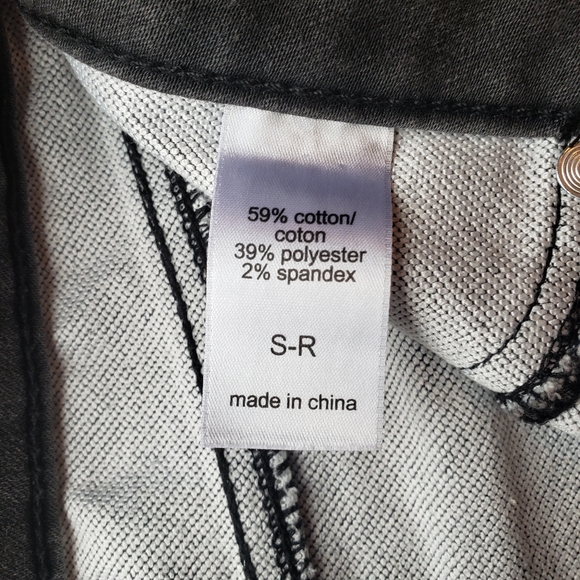 59% cotton/
coton
39% polyester
2% spandex
S-R
made in china